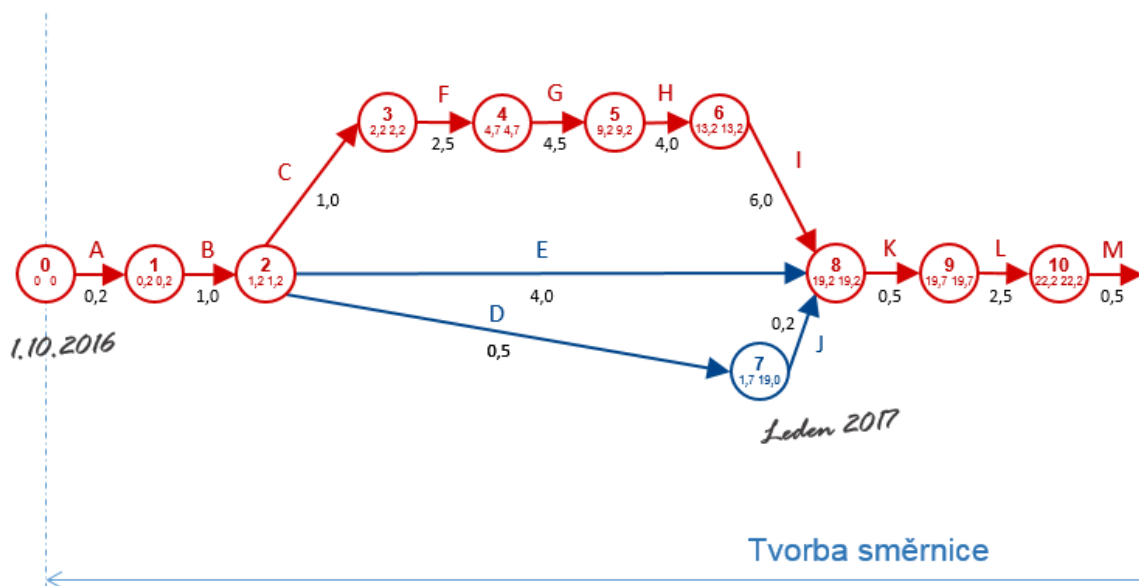 F
G
H
3
4
5
6
2,2 2,2
4,7 4,7
9,2 9,2
13,2 13,2
2,5
4,5
4,0
C
I
1,0
6,0
A
B
E
K
L
M
0
1
2
8
9
10
0 0
0,2 0,2
1,2 1,2
19,2 19,2
19,7 19,7
22,2 22,2
0,2
1,0
4,0
0,5
2,5
0,5
D
0,2
J
1.10.2016
0,5
7
1,7 19,0
Leden 2017
Tvorba směrnice